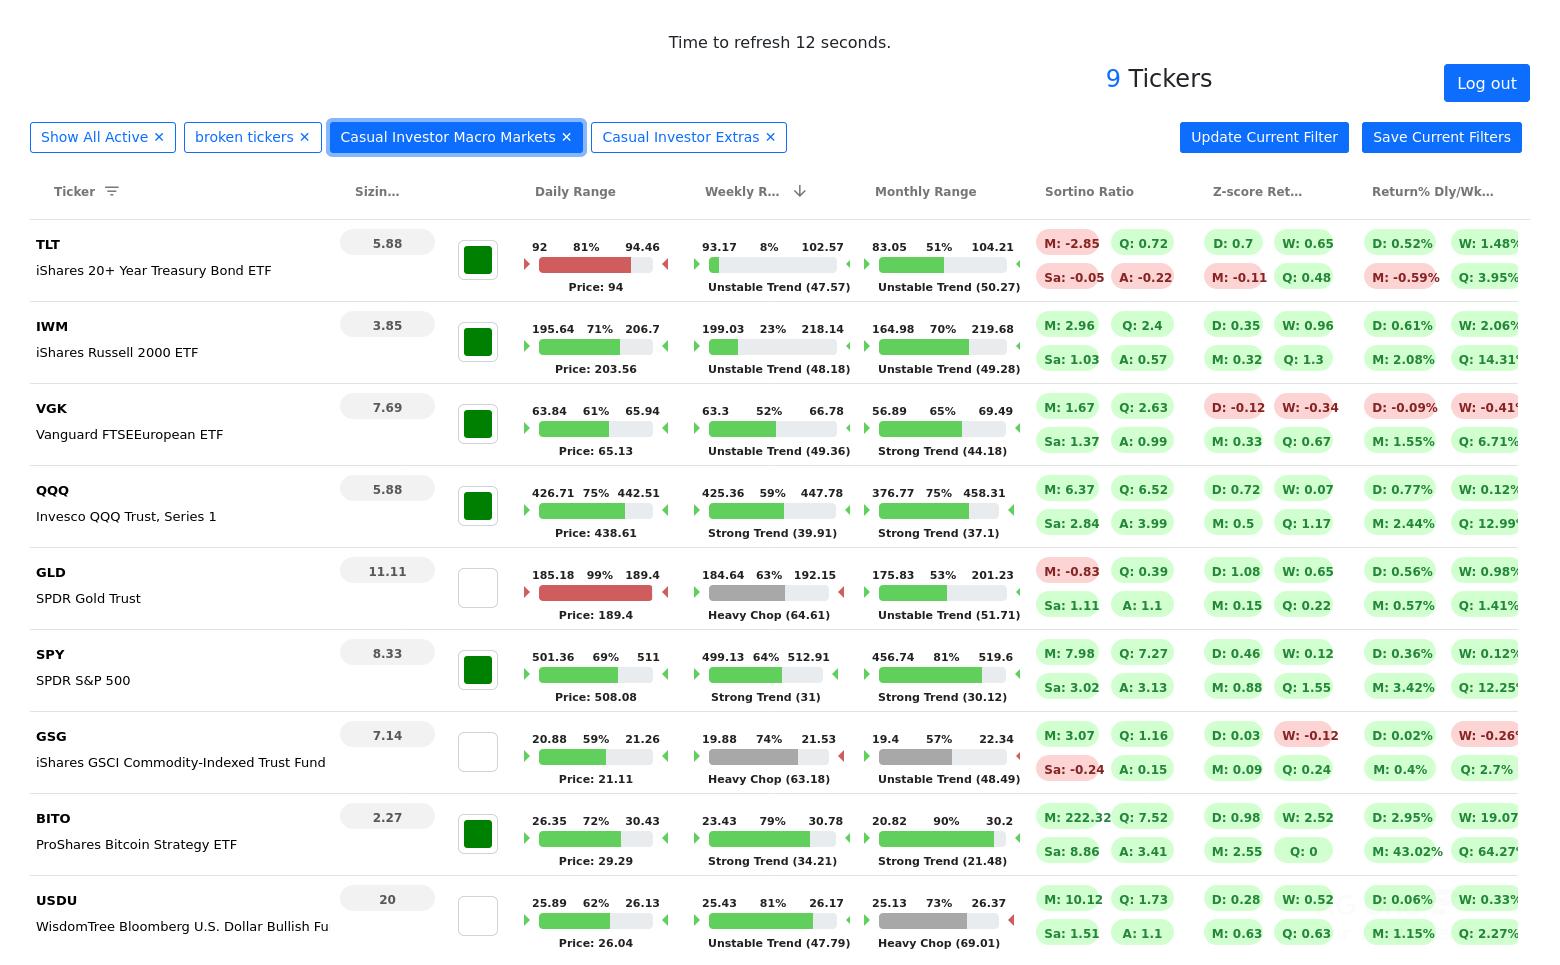 Time to refresh 12 seconds.
9 Tickers
Log out
Show All Active ✕ broken tickers ✕ Casual Investor Macro Markets ✕ Casual Investor Extras ✕ Update Current Filter Save Current Filters
Ticker Sizin... Daily Range Weekly R... Monthly Range Sortino Ratio Z-score Ret... Return% Dly/Wk...
TLT 5.88 92 81% 94.46 93.17 8% 102.57 83.05 51% 104.21 M: -2.85 Q: 0.72 D: 0.7 W: 0.65 D: 0.52% W: 1.48%
iShares 20+ Year Treasury Bond ETF Price: 94 Unstable Trend (47.57) Unstable Trend (50.27) Sa: -0.05 A: -0.22 M: -0.11 Q: 0.48 M: -0.59% Q: 3.95%
IWM 3.85 195.64 71% 206.7 199.03 23% 218.14 164.98 70% 219.68 M: 2.96 Q: 2.4 D: 0.35 W: 0.96 D: 0.61% W: 2.06%
iShares Russell 2000 ETF Price: 203.56 Unstable Trend (48.18) Unstable Trend (49.28) Sa: 1.03 A: 0.57 M: 0.32 Q: 1.3 M: 2.08% Q: 14.31%
VGK 7.69 63.84 61% 65.94 63.3 52% 66.78 56.89 65% 69.49 M: 1.67 Q: 2.63 D: -0.12 W: -0.34 D: -0.09% W: -0.41%
Vanguard FTSEEuropean ETF Price: 65.13 Unstable Trend (49.36) Strong Trend (44.18) Sa: 1.37 A: 0.99 M: 0.33 Q: 0.67 M: 1.55% Q: 6.71%
QQQ 5.88 426.71 75% 442.51 425.36 59% 447.78 376.77 75% 458.31 M: 6.37 Q: 6.52 D: 0.72 W: 0.07 D: 0.77% W: 0.12%
Invesco QQQ Trust, Series 1 Price: 438.61 Strong Trend (39.91) Strong Trend (37.1) Sa: 2.84 A: 3.99 M: 0.5 Q: 1.17 M: 2.44% Q: 12.99%
GLD 11.11 185.18 99% 189.4 184.64 63% 192.15 175.83 53% 201.23 M: -0.83 Q: 0.39 D: 1.08 W: 0.65 D: 0.56% W: 0.98%
SPDR Gold Trust Price: 189.4 Heavy Chop (64.61) Unstable Trend (51.71) Sa: 1.11 A: 1.1 M: 0.15 Q: 0.22 M: 0.57% Q: 1.41%
SPY 8.33 501.36 69% 511 499.13 64% 512.91 456.74 81% 519.6 M: 7.98 Q: 7.27 D: 0.46 W: 0.12 D: 0.36% W: 0.12%
SPDR S&P 500 Price: 508.08 Strong Trend (31) Strong Trend (30.12) Sa: 3.02 A: 3.13 M: 0.88 Q: 1.55 M: 3.42% Q: 12.25%
GSG 7.14 20.88 59% 21.26 19.88 74% 21.53 19.4 57% 22.34 M: 3.07 Q: 1.16 D: 0.03 W: -0.12 D: 0.02% W: -0.26%
iShares GSCI Commodity-Indexed Trust Fund Price: 21.11 Heavy Chop (63.18) Unstable Trend (48.49) Sa: -0.24 A: 0.15 M: 0.09 Q: 0.24 M: 0.4% Q: 2.7%
BITO 2.27 26.35 72% 30.43 23.43 79% 30.78 20.82 90% 30.2 M: 222.32 Q: 7.52 D: 0.98 W: 2.52 D: 2.95% W: 19.07
ProShares Bitcoin Strategy ETF Price: 29.29 Strong Trend (34.21) Strong Trend (21.48) Sa: 8.86 A: 3.41 M: 2.55 Q: 0 M: 43.02% Q: 64.27%
USDU 20 25.89 62% 26.13 25.43 81% 26.17 25.13 73% 26.37 M: 10.12 Q: 1.73 D: 0.28 W: 0.52 D: 0.06% W: 0.33%
WisdomTree Bloomberg U.S. Dollar Bullish Fu Price: 26.04 Unstable Trend (47.79) Heavy Chop (69.01) Sa: 1.51 A: 1.1 M: 0.63 Q: 0.63 M: 1.15% Q: 2.27%